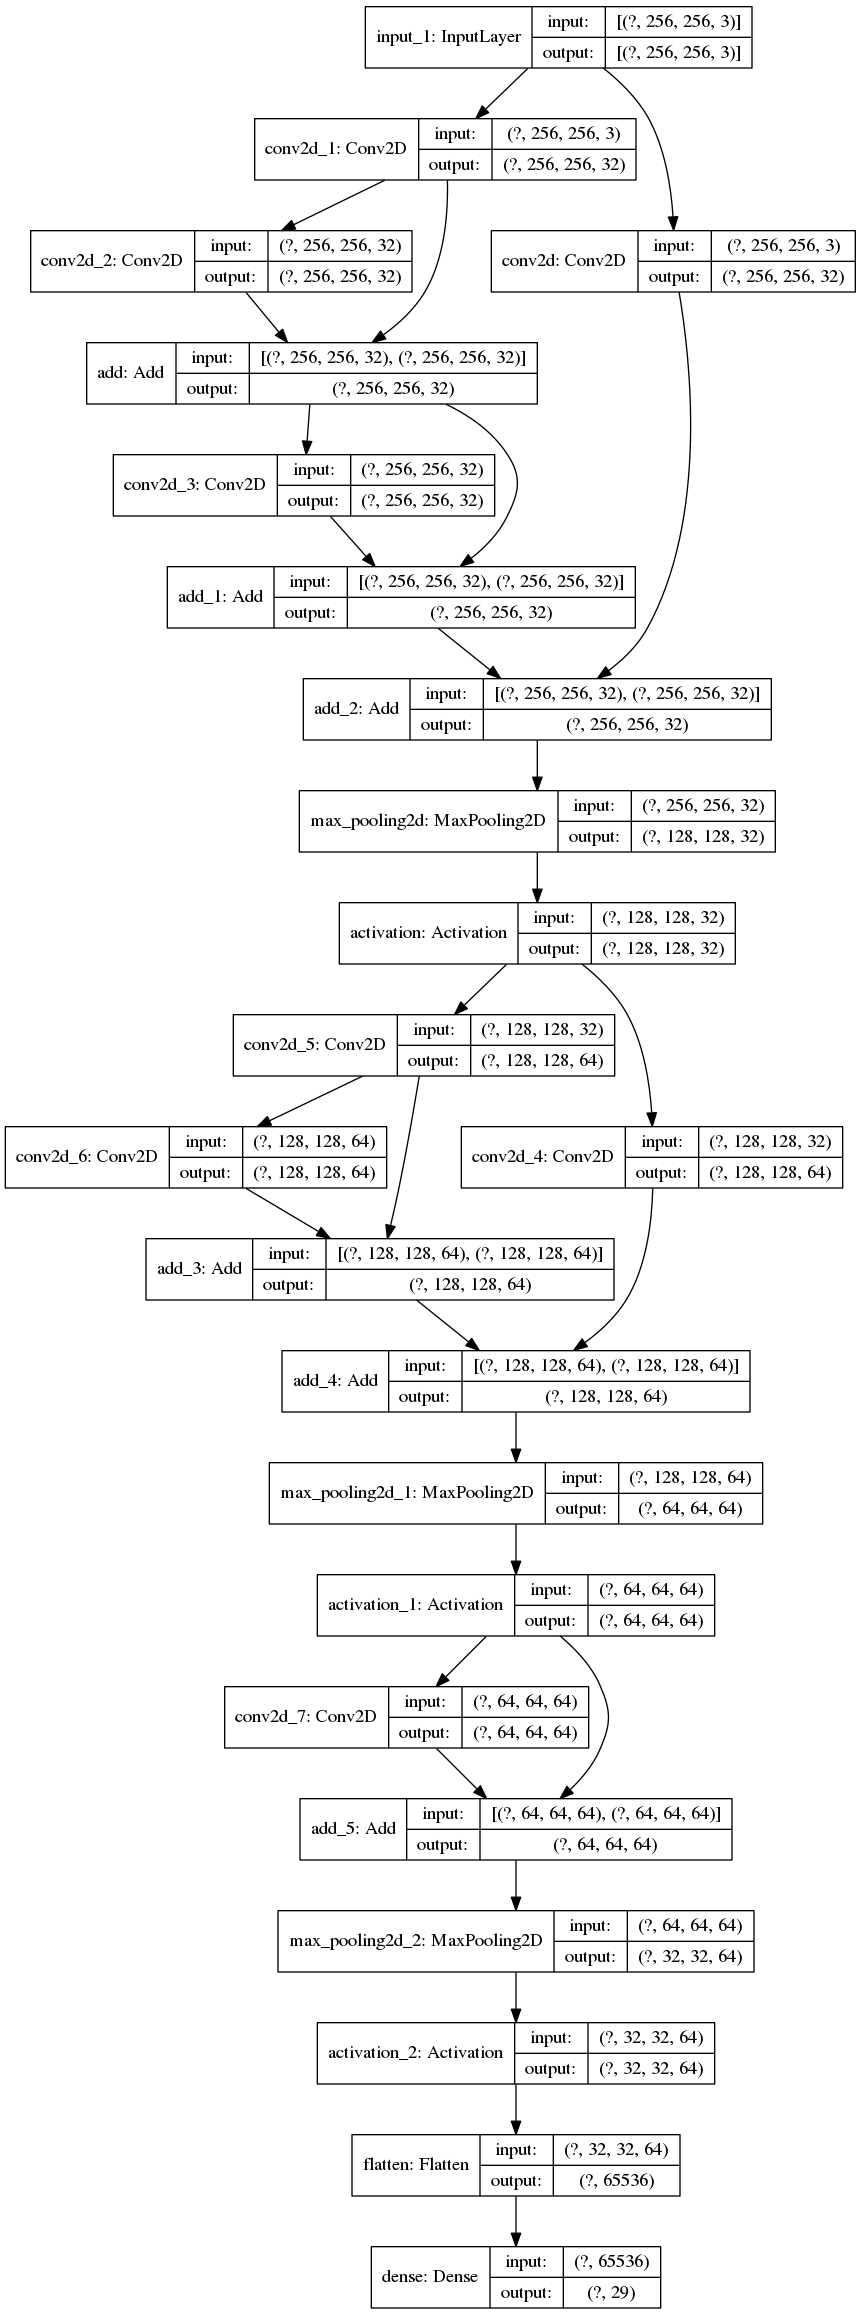 input_1: InputLayer
input:
[(?, 256, 256, 3)]
output:
[(?, 256, 256, 3)]
conv2d_1: Conv2D
input:
(?, 256, 256, 3)
output:
(?, 256, 256, 32)
conv2d_2: Conv2D
input:
(?, 256, 256, 32)
output:
(?, 256, 256, 32)
conv2d: Conv2D
input:
(?, 256, 256, 3)
output:
(?, 256, 256, 32)
add: Add
input:
[(?, 256, 256, 32), (?, 256, 256, 32)]
output:
(?, 256, 256, 32)
conv2d_3: Conv2D
input:
(?, 256, 256, 32)
output:
(?, 256, 256, 32)
add_1: Add
input:
[(?, 256, 256, 32), (?, 256, 256, 32)]
output:
(?, 256, 256, 32)
add_2: Add
input:
[(?, 256, 256, 32), (?, 256, 256, 32)]
output:
(?, 256, 256, 32)
max_pooling2d: MaxPooling2D
input:
(?, 256, 256, 32)
output:
(?, 128, 128, 32)
activation: Activation
input:
(?, 128, 128, 32)
output:
(?, 128, 128, 32)
conv2d_5: Conv2D
input:
(?, 128, 128, 32)
output:
(?, 128, 128, 64)
conv2d_6: Conv2D
input:
(?, 128, 128, 64)
output:
(?, 128, 128, 64)
conv2d_4: Conv2D
input:
(?, 128, 128, 32)
output:
(?, 128, 128, 64)
add_3: Add
input:
[(?, 128, 128, 64), (?, 128, 128, 64)]
output:
(?, 128, 128, 64)
add_4: Add
input:
[(?, 128, 128, 64), (?, 128, 128, 64)]
output:
(?, 128, 128, 64)
max_pooling2d_1: MaxPooling2D
input:
(?, 128, 128, 64)
output:
(?, 64, 64, 64)
activation_1: Activation
input:
(?, 64, 64, 64)
output:
(?, 64, 64, 64)
conv2d_7: Conv2D
input:
(?, 64, 64, 64)
output:
(?, 64, 64, 64)
add_5: Add
input:
[(?, 64, 64, 64), (?, 64, 64, 64)]
output:
(?, 64, 64, 64)
max_pooling2d_2: MaxPooling2D
input:
(?, 64, 64, 64)
output:
(?, 32, 32, 64)
activation_2: Activation
input:
(?, 32, 32, 64)
output:
(?, 32, 32, 64)
flatten: Flatten
input:
(?, 32, 32, 64)
output:
(?, 65536)
dense: Dense
input:
(?, 65536)
output:
(?, 29)